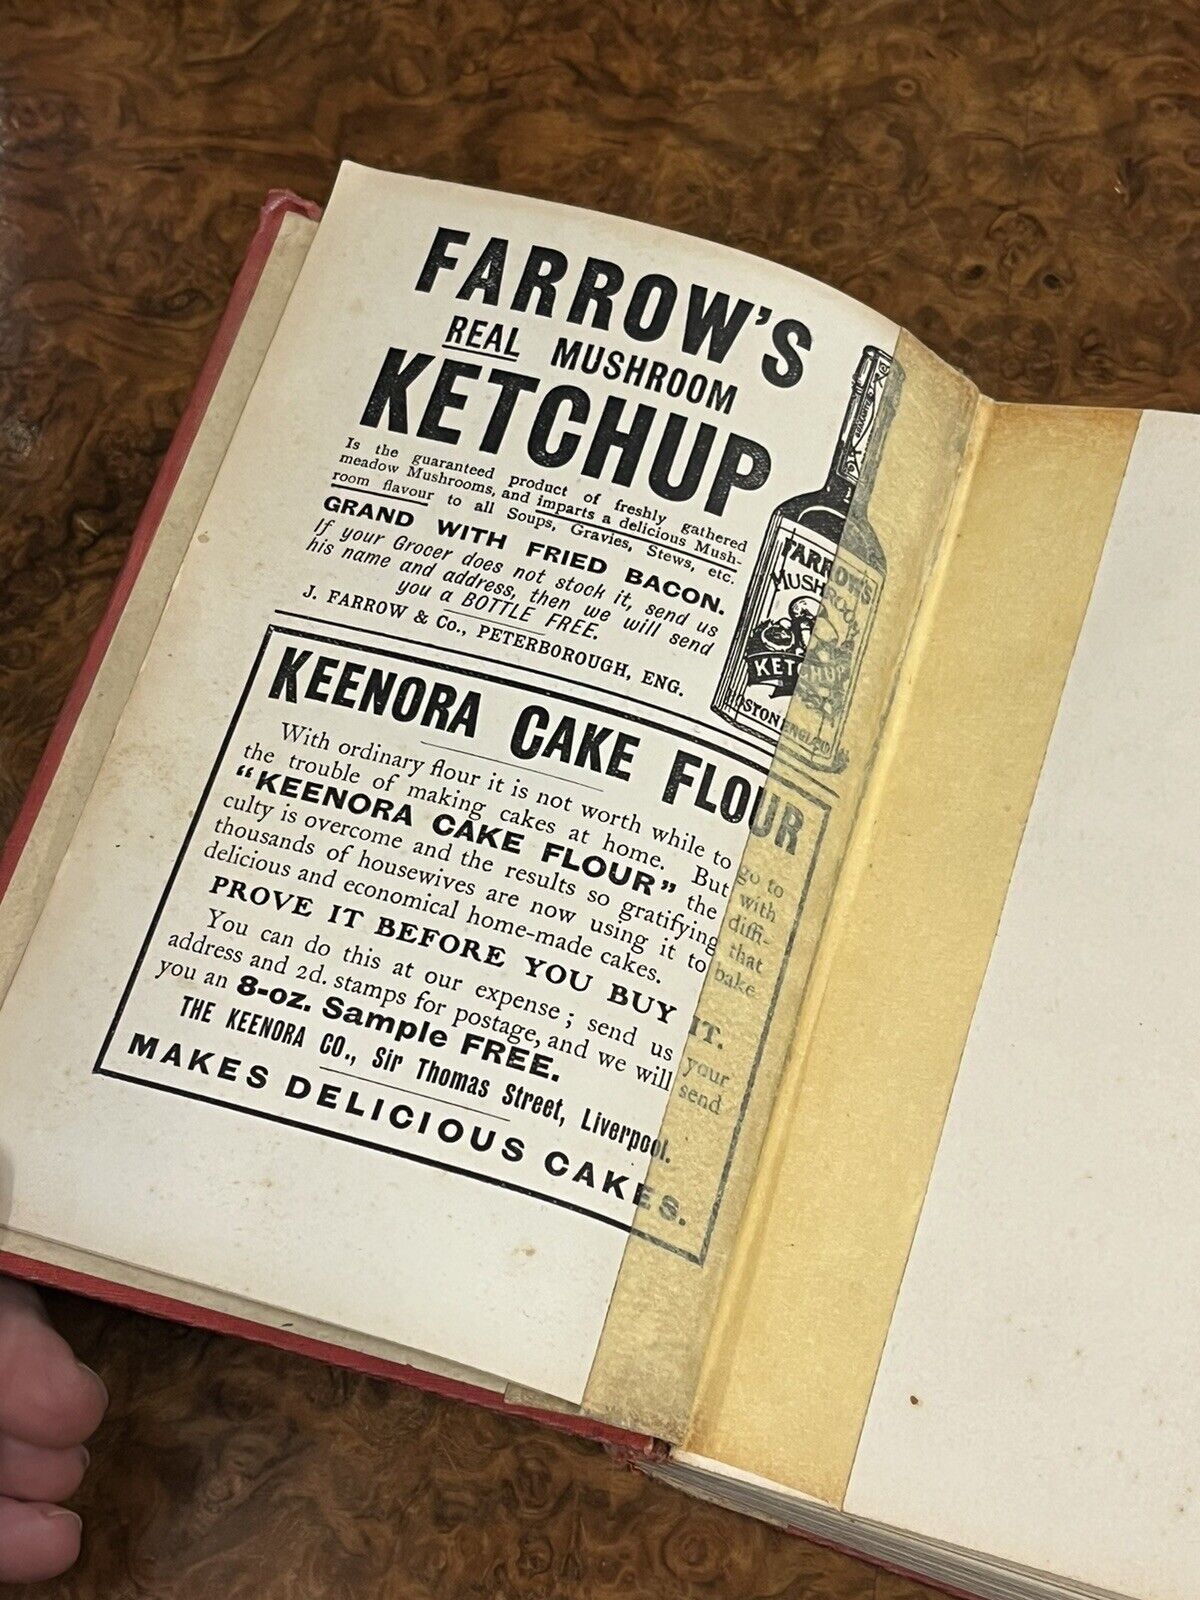 FARROW'S
REAL MUSHROOM
KETCHUP
Is the guaranteed product of freshly gathered
meadow Mushrooms, and imparts a delicious Mush-
room flavour to all Soups, Gravies, Stews, etc.
GRAND WITH FRIED BACON.
If your Grocer does not stock it, send us
his name and address, then we will send
you a BOTTLE FREE.
J. FARROW & Co., PETERBOROUGH, ENG.
FARROW'S
MUSHROOM
KETCHUP
BOSTON ENGLAND
KEENORA CAKE FLOUR
With ordinary flour it is not worth while to go to
the trouble of making cakes at home. But with
“KEENORA CAKE FLOUR” the diffi-
culty is overcome and the results so gratifying that
thousands of housewives are now using it to bake
delicious and economical home-made cakes.
PROVE IT BEFORE YOU BUY IT.
You can do this at our expense; send us your
address and 2d. stamps for postage, and we will send
you an 8-oz. Sample FREE.
THE KEENORA CO., Sir Thomas Street, Liverpool.
MAKES DELICIOUS CAKES.